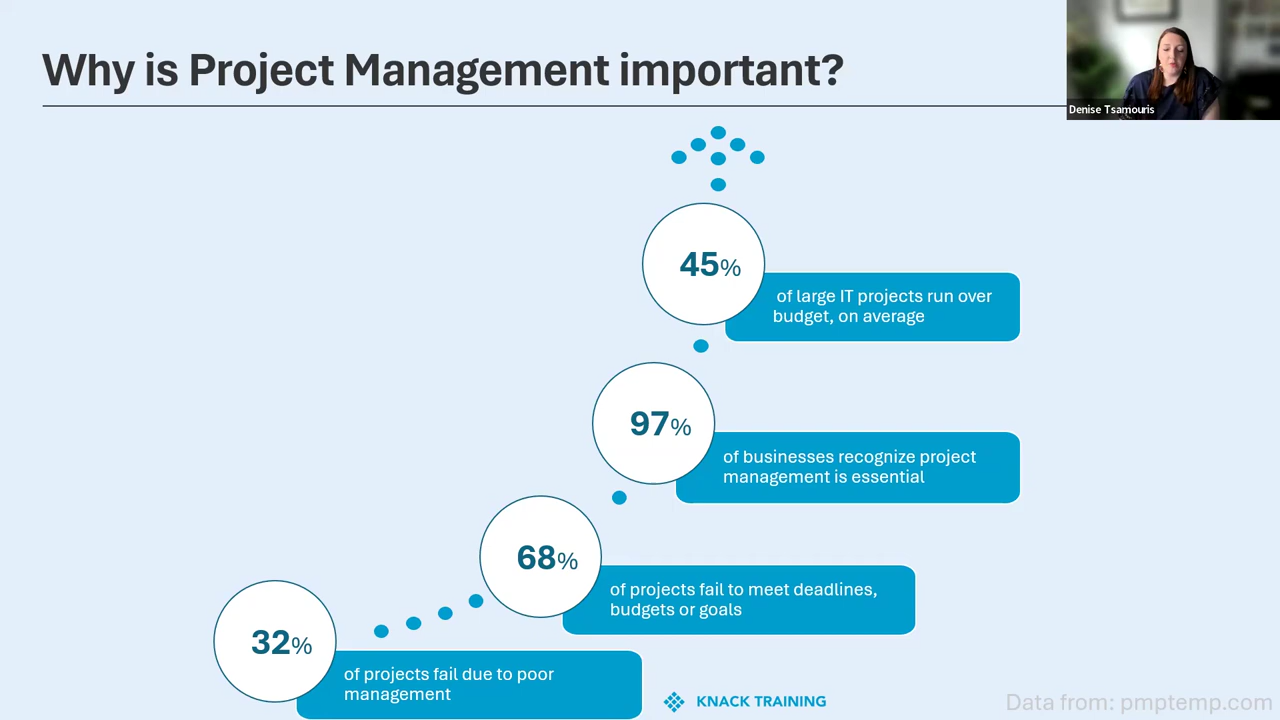 Why is Project Management important?
Denise Tsamouris
45%
of large IT projects run over
budget, on average
97%
of businesses recognize project
management is essential
68%
of projects fail to meet deadlines,
budgets or goals
32%
of projects fail due to poor
management
KNACK TRAINING
Data from: pmptemp.com